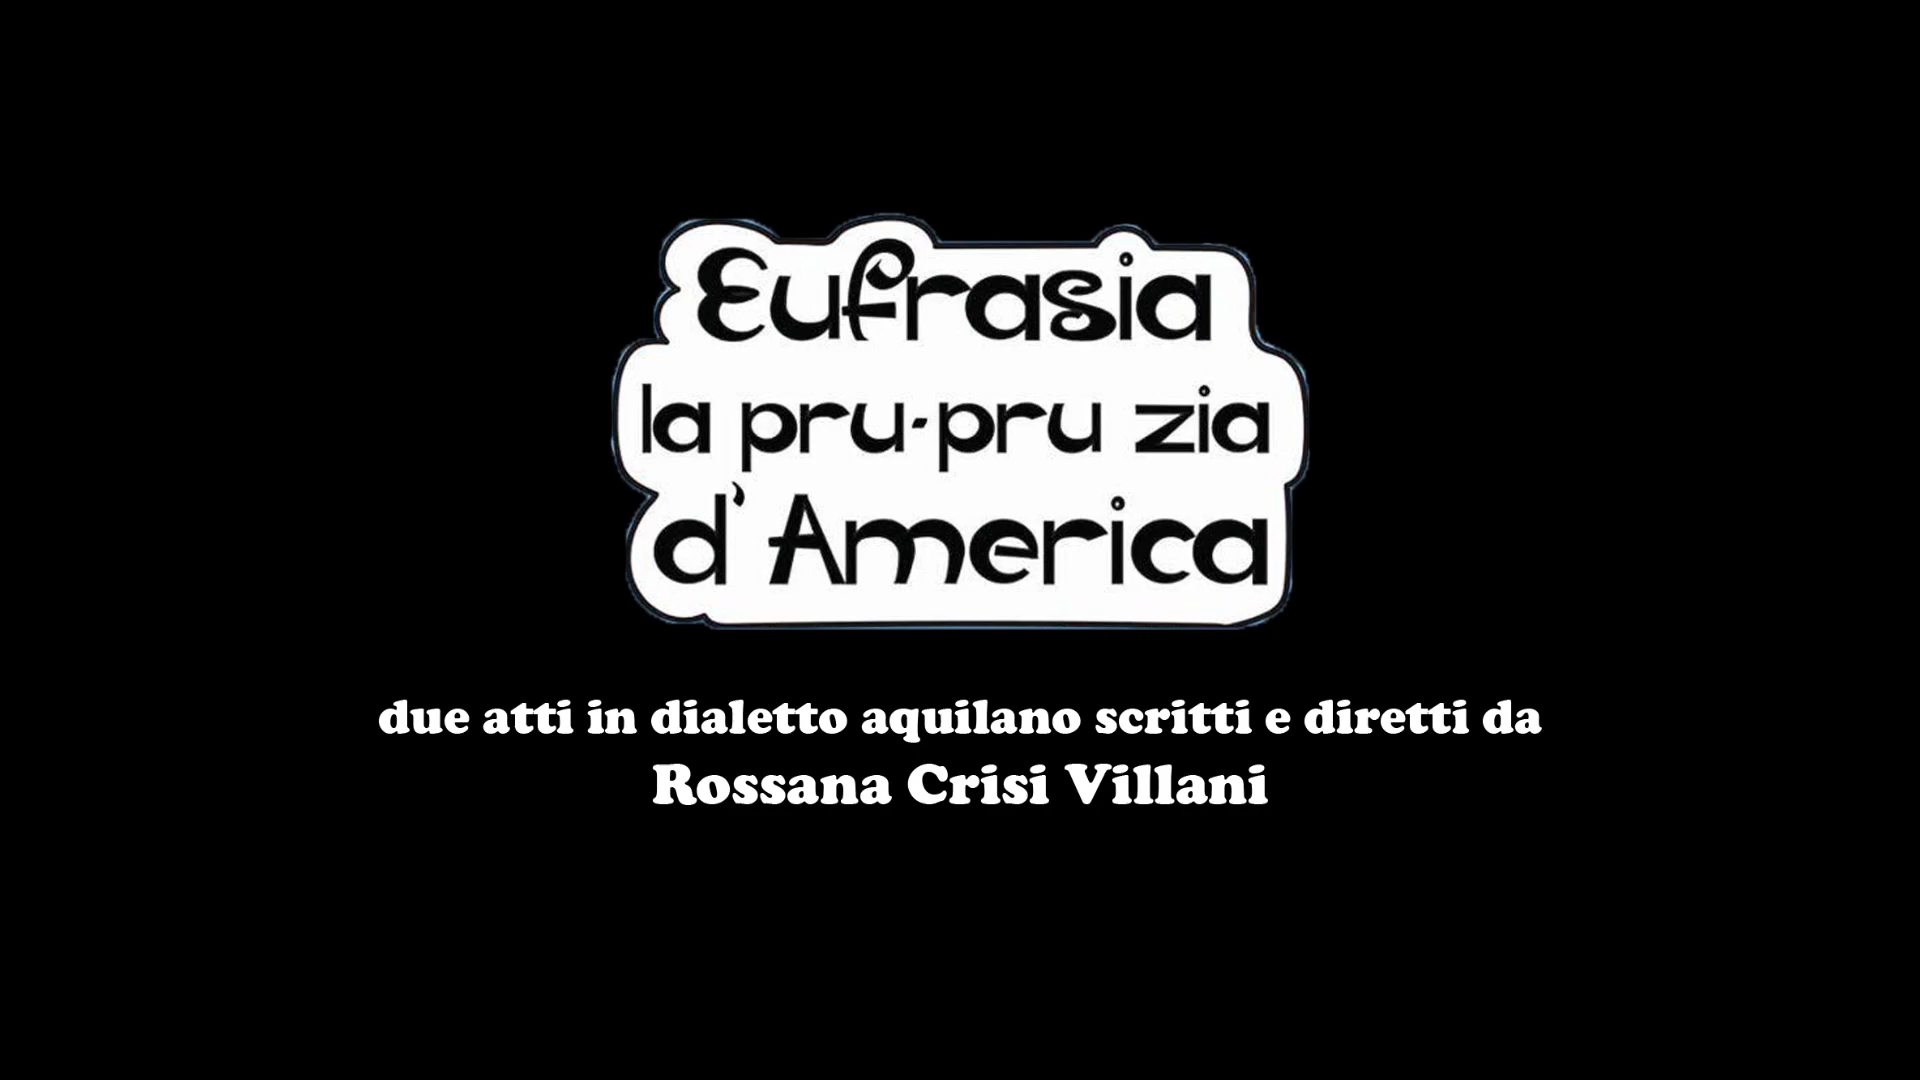 Eufrasia
la pru-pru zia
d'America
due atti in dialetto aquilano scritti e diretti da
Rossana Crisi Villani